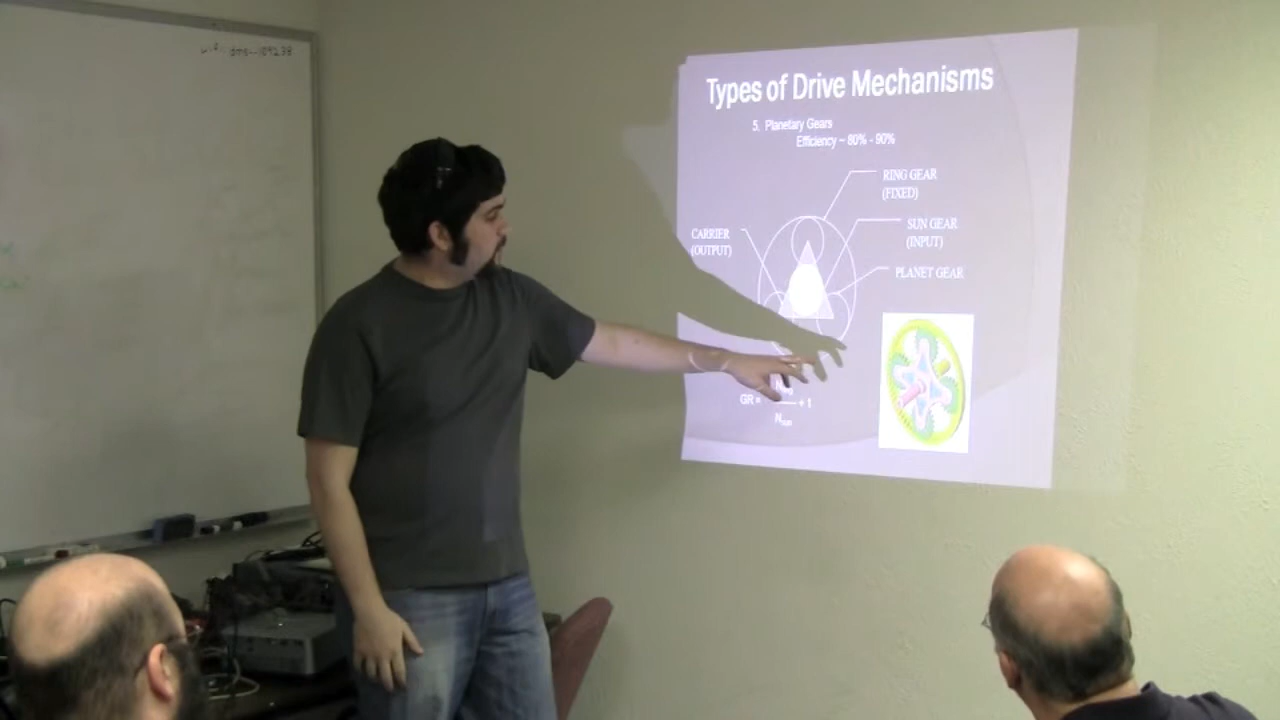 Types of Drive Mechanisms
5. Planetary Gears
Efficiency ~ 80% - 90%
RING GEAR
(FIXED)
SUN GEAR
(INPUT)
CARRIER
(OUTPUT)
PLANET GEAR
GR =
+ 1
Nsun